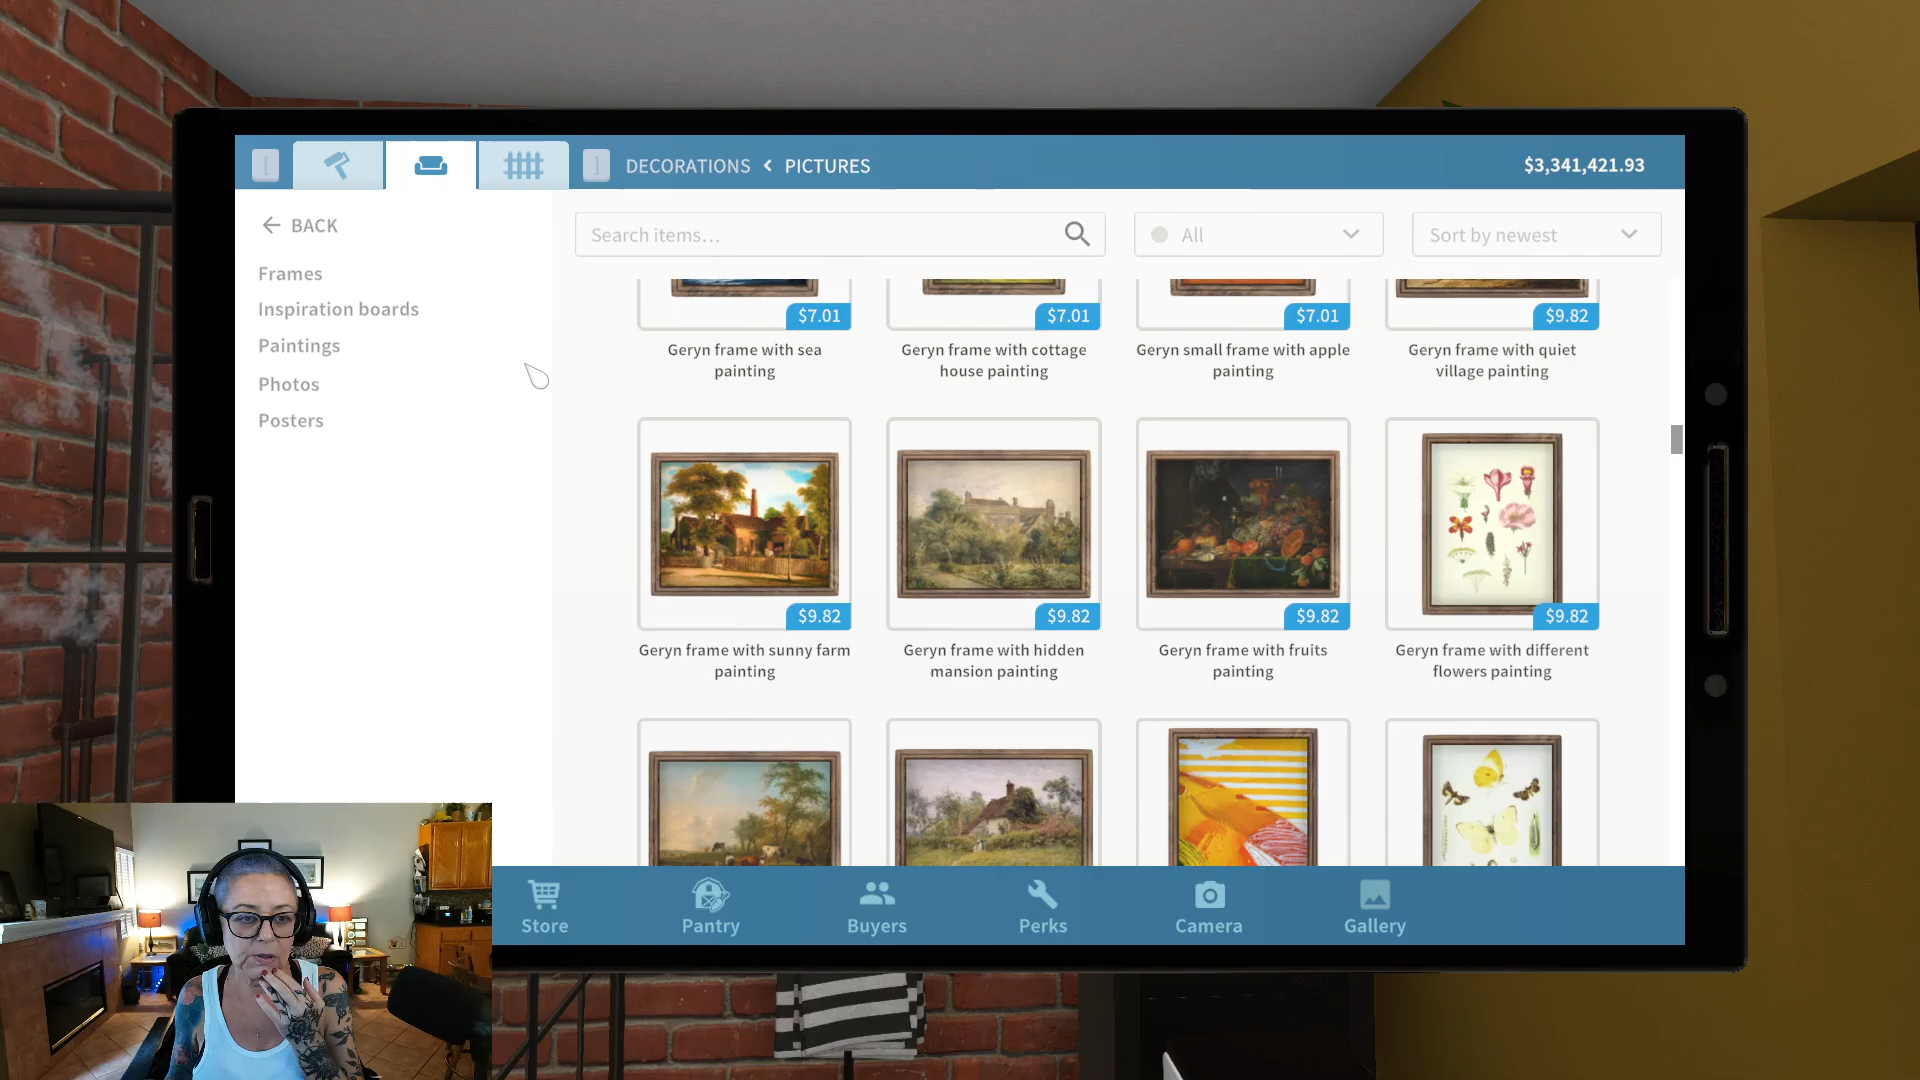 [
]
DECORATIONS < PICTURES
$3,341,421.93
BACK
Frames
Inspiration boards
Paintings
Photos
Posters
Search items...
All
Sort by newest
$7.01
$7.01
$7.01
$9.82
Geryn frame with sea
painting
Geryn frame with cottage
house painting
Geryn small frame with apple
painting
Geryn frame with quiet
village painting
$9.82
$9.82
$9.82
$9.82
Geryn frame with sunny farm
painting
Geryn frame with hidden
mansion painting
Geryn frame with fruits
painting
Geryn frame with different
flowers painting
Store
Pantry
Buyers
Perks
Camera
Gallery